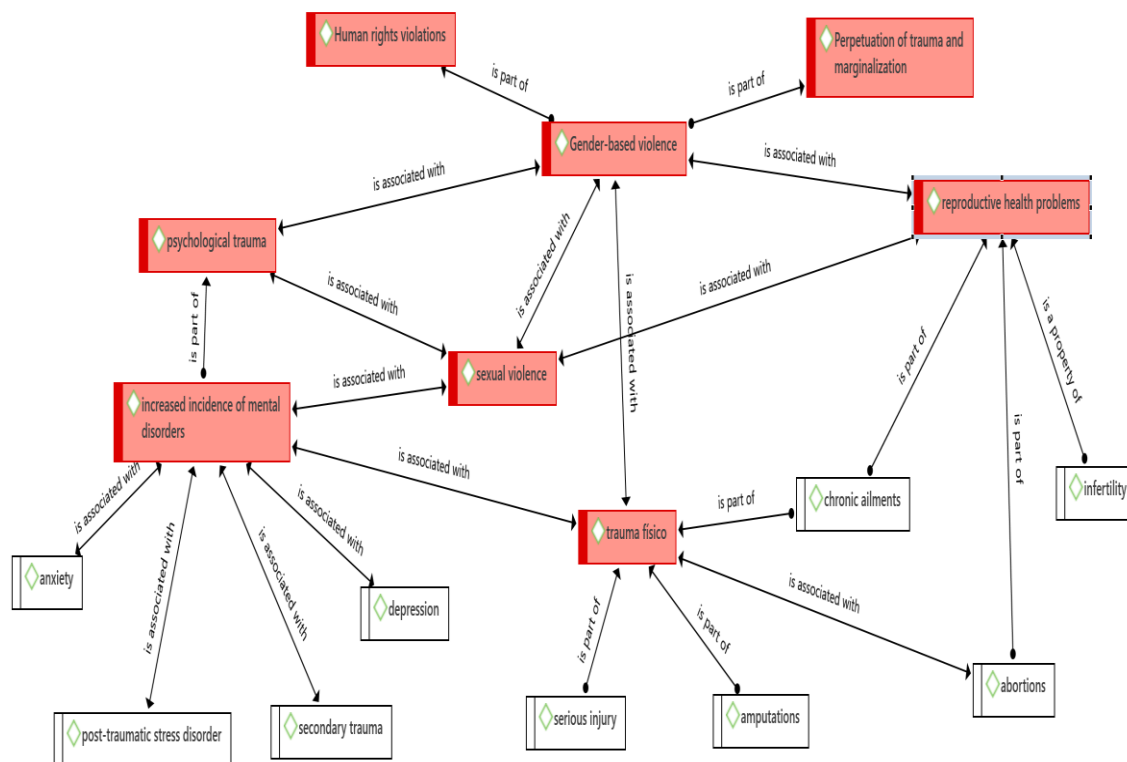 Human rights violations
Perpetuation of trauma and
marginalization
is part of
is part of
Gender-based violence
is associated with
is associated with
reproductive health problems
psychological trauma
is associated with
is associated with
is associated with
is associated with
is part of
sexual violence
is associated with
increased incidence of mental
disorders
is part of
is a property of
is associated with
is part of
is associated with
is associated with
is associated with
is associated with
chronic ailments
infertility
is part of
trauma físico
anxiety
depression
is associated with
is part of
is part of
abortions
post-traumatic stress disorder
secondary trauma
serious injury
amputations